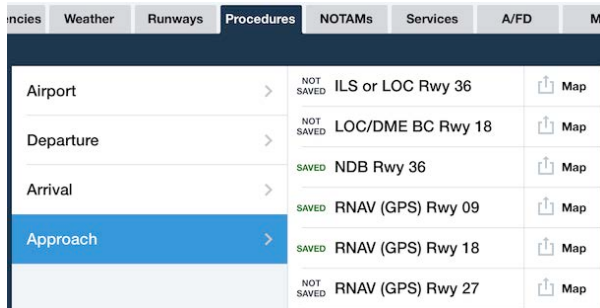 ncies Weather Runways Procedures NOTAMs Services A/FD M
Airport
Departure
Arrival
Approach
NOT SAVED ILS or LOC Rwy 36 Map
NOT SAVED LOC/DME BC Rwy 18 Map
SAVED NDB Rwy 36 Map
SAVED RNAV (GPS) Rwy 09 Map
SAVED RNAV (GPS) Rwy 18 Map
NOT SAVED RNAV (GPS) Rwy 27 Map